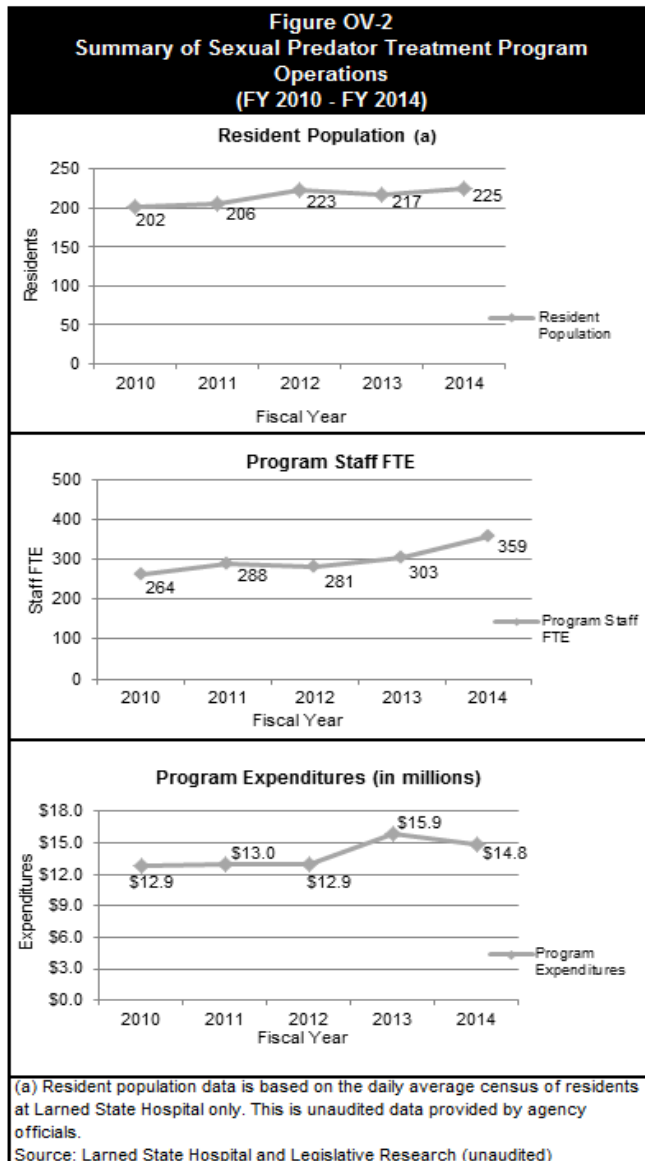 Figure OV-2
Summary of Sexual Predator Treatment Program
Operations
(FY 2010 - FY 2014)
Resident Population (a)
250
200
150
100
50
0
Residents
202
206
223
217
225
Resident
Population
2010 2011 2012 2013 2014
Fiscal Year
Program Staff FTE
500
400
300
200
100
0
Staff FTE
264
288
281
303
359
Program Staff
FTE
2010 2011 2012 2013 2014
Fiscal Year
Program Expenditures (in millions)
$18.0
$15.0
$12.0
$9.0
$6.0
$3.0
$0.0
Expenditures
$12.9
$13.0
$12.9
$15.9
$14.8
Program
Expenditures
2010 2011 2012 2013 2014
Fiscal Year
(a) Resident population data is based on the daily average census of residents
at Larned State Hospital only. This is unaudited data provided by agency
officials.
Source: Larned State Hospital and Legislative Research (unaudited)